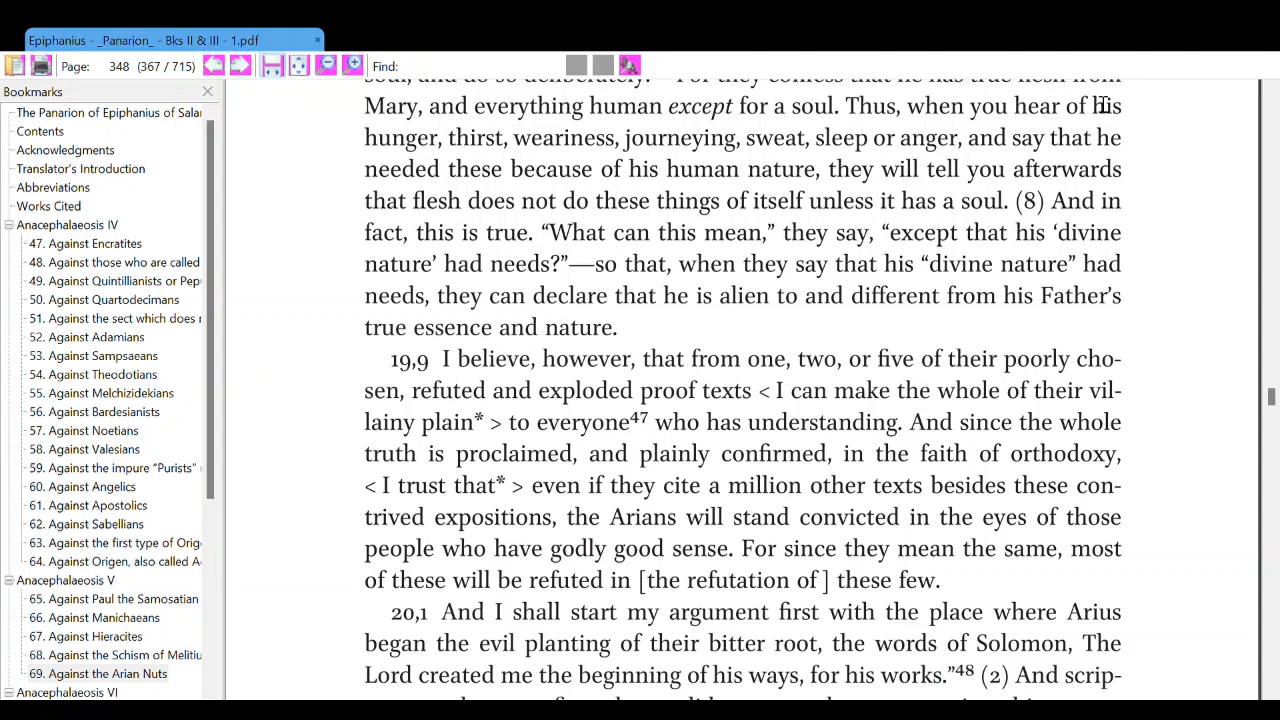 Epiphanius - _Panarion_ - Bks II & III - 1.pdf
×
Page: 348 (367 / 715)
Find:
Bookmarks
The Panarion of Epiphanius of Sala
Contents
Acknowledgments
Translator's Introduction
Abbreviations
Works Cited
Anacephalaeosis IV
47. Against Encratites
48. Against those who are called
49. Against Quintillianists or Pep
50. Against Quartodecimans
51. Against the sect which does r
52. Against Adamians
53. Against Sampsaeans
54. Against Theodotians
55. Against Melchizidekians
56. Against Bardesianists
57. Against Noetians
58. Against Valesians
59. Against the impure “Purists” (
60. Against Angelics
61. Against Apostolics
62. Against Sabellians
63. Against the first type of Orig
64. Against Origen, also called A
Anacephalaeosis V
65. Against Paul the Samosatian
66. Against Manichaeans
67. Against Hieracites
68. Against the Schism of Melitiu
69. Against the Arian Nuts
Anacephalaeosis VI
soul, and do so deliberately. For they confess that he has true flesh from
Mary, and everything human except for a soul. Thus, when you hear of his
hunger, thirst, weariness, journeying, sweat, sleep or anger, and say that he
needed these because of his human nature, they will tell you afterwards
that flesh does not do these things of itself unless it has a soul. (8) And in
fact, this is true. “What can this mean,” they say, “except that his ‘divine
nature’ had needs?”—so that, when they say that his “divine nature” had
needs, they can declare that he is alien to and different from his Father’s
true essence and nature.
19,9 I believe, however, that from one, two, or five of their poorly cho-
sen, refuted and exploded proof texts < I can make the whole of their vil-
lainy plain* > to everyone47 who has understanding. And since the whole
truth is proclaimed, and plainly confirmed, in the faith of orthodoxy,
< I trust that* > even if they cite a million other texts besides these con-
trived expositions, the Arians will stand convicted in the eyes of those
people who have godly good sense. For since they mean the same, most
of these will be refuted in [the refutation of ] these few.
20,1 And I shall start my argument first with the place where Arius
began the evil planting of their bitter root, the words of Solomon, The
Lord created me the beginning of his ways, for his works.”48 (2) And scrip-